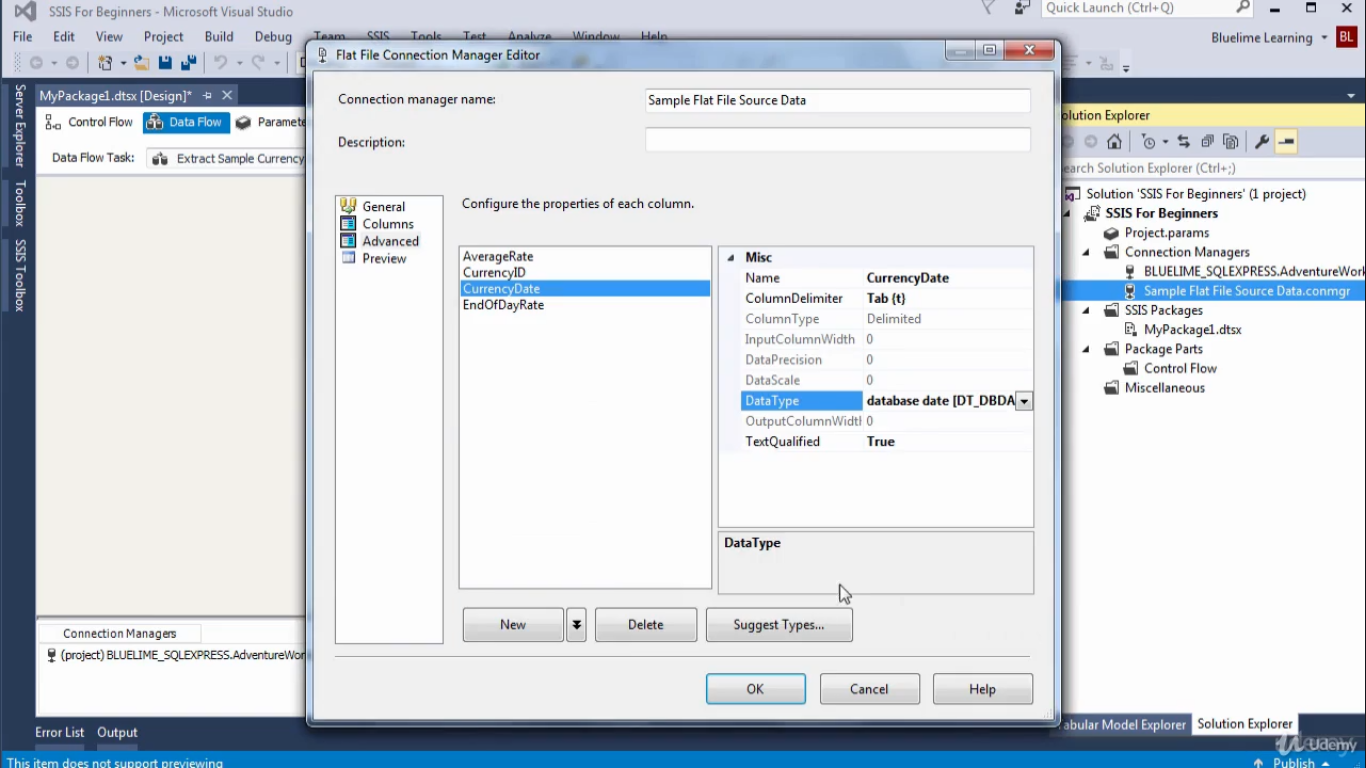 SSIS For Beginners - Microsoft Visual Studio
Quick Launch (Ctrl+Q)
File Edit View Project Build Debug Team SSIS Tools Test Analyze Window Help
Bluelime Learning BL
Flat File Connection Manager Editor
MyPackage1.dtsx [Design]*
Control Flow Data Flow Paramete
Data Flow Task: Extract Sample Currency
Server Explorer
Toolbox
SSIS Toolbox
Connection manager name: Sample Flat File Source Data
Description:
General
Columns
Advanced
Preview
Configure the properties of each column.
AverageRate
CurrencyID
CurrencyDate
EndOfDayRate
Misc
Name CurrencyDate
ColumnDelimiter Tab {t}
ColumnType Delimited
InputColumnWidth 0
DataPrecision 0
DataScale 0
DataType database date [DT_DBDA
OutputColumnWidth 0
TextQualified True
DataType
New Delete Suggest Types...
OK Cancel Help
olution Explorer
earch Solution Explorer (Ctrl+;)
Solution 'SSIS For Beginners' (1 project)
SSIS For Beginners
Project.params
Connection Managers
BLUELIME_SQLEXPRESS.AdventureWork
Sample Flat File Source Data.conmgr
SSIS Packages
MyPackage1.dtsx
Package Parts
Control Flow
Miscellaneous
Connection Managers
(project) BLUELIME_SQLEXPRESS.AdventureWor
Error List Output
abular Model Explorer Solution Explorer
This item does not support previewing
Publish
Udemy